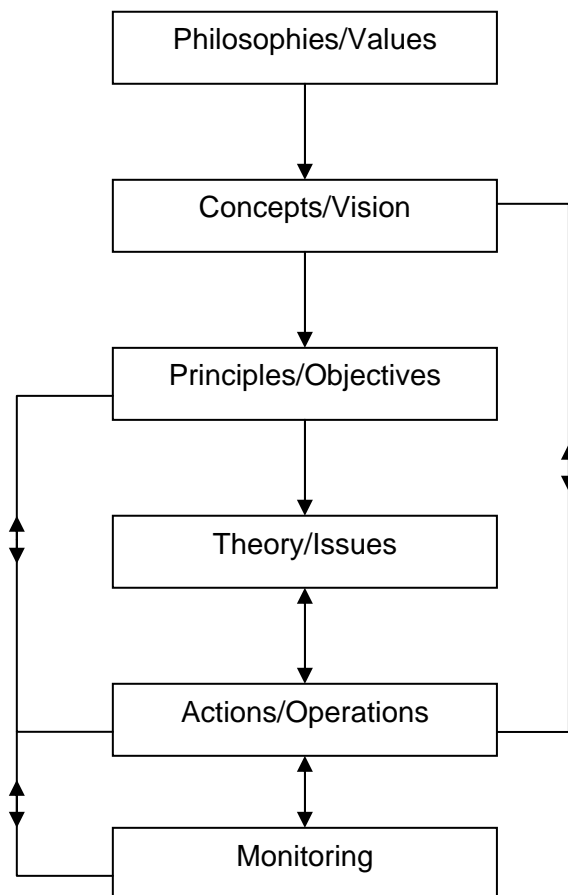 Philosophies/Values
Concepts/Vision
Principles/Objectives
Theory/Issues
Actions/Operations
Monitoring